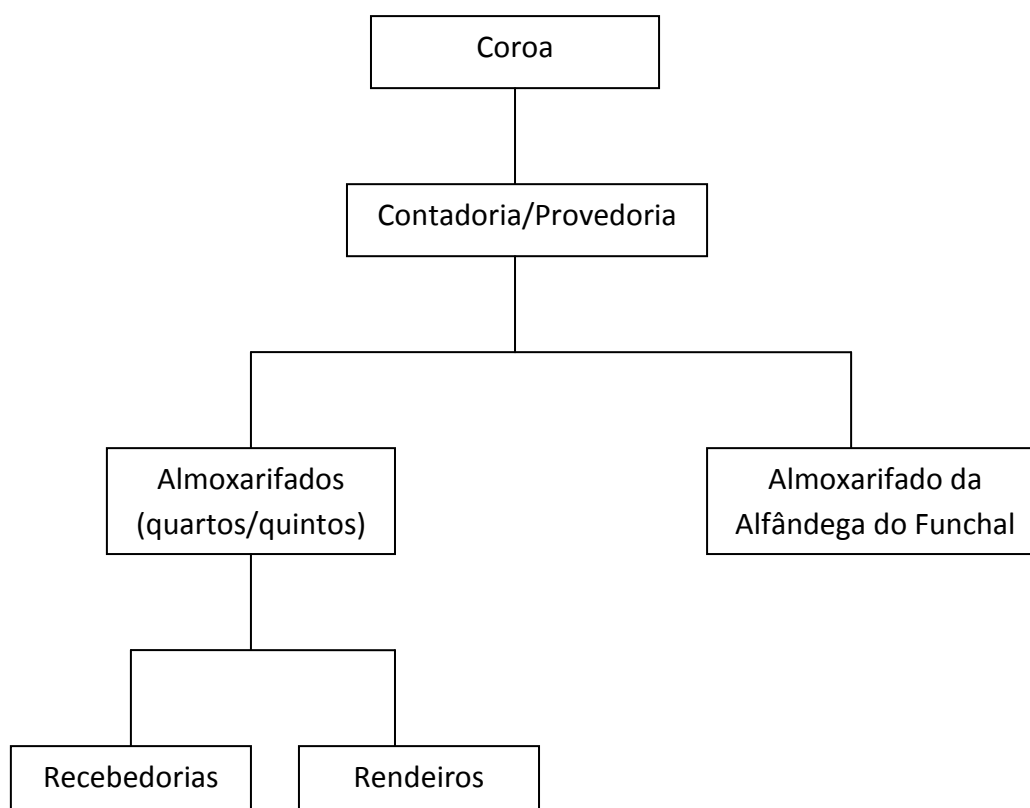 Coroa
Contadoria/Provedoria
Almoxarifados
(quartos/quintos)
Almoxarifado da
Alfândega do Funchal
Recebedorias
Rendeiros